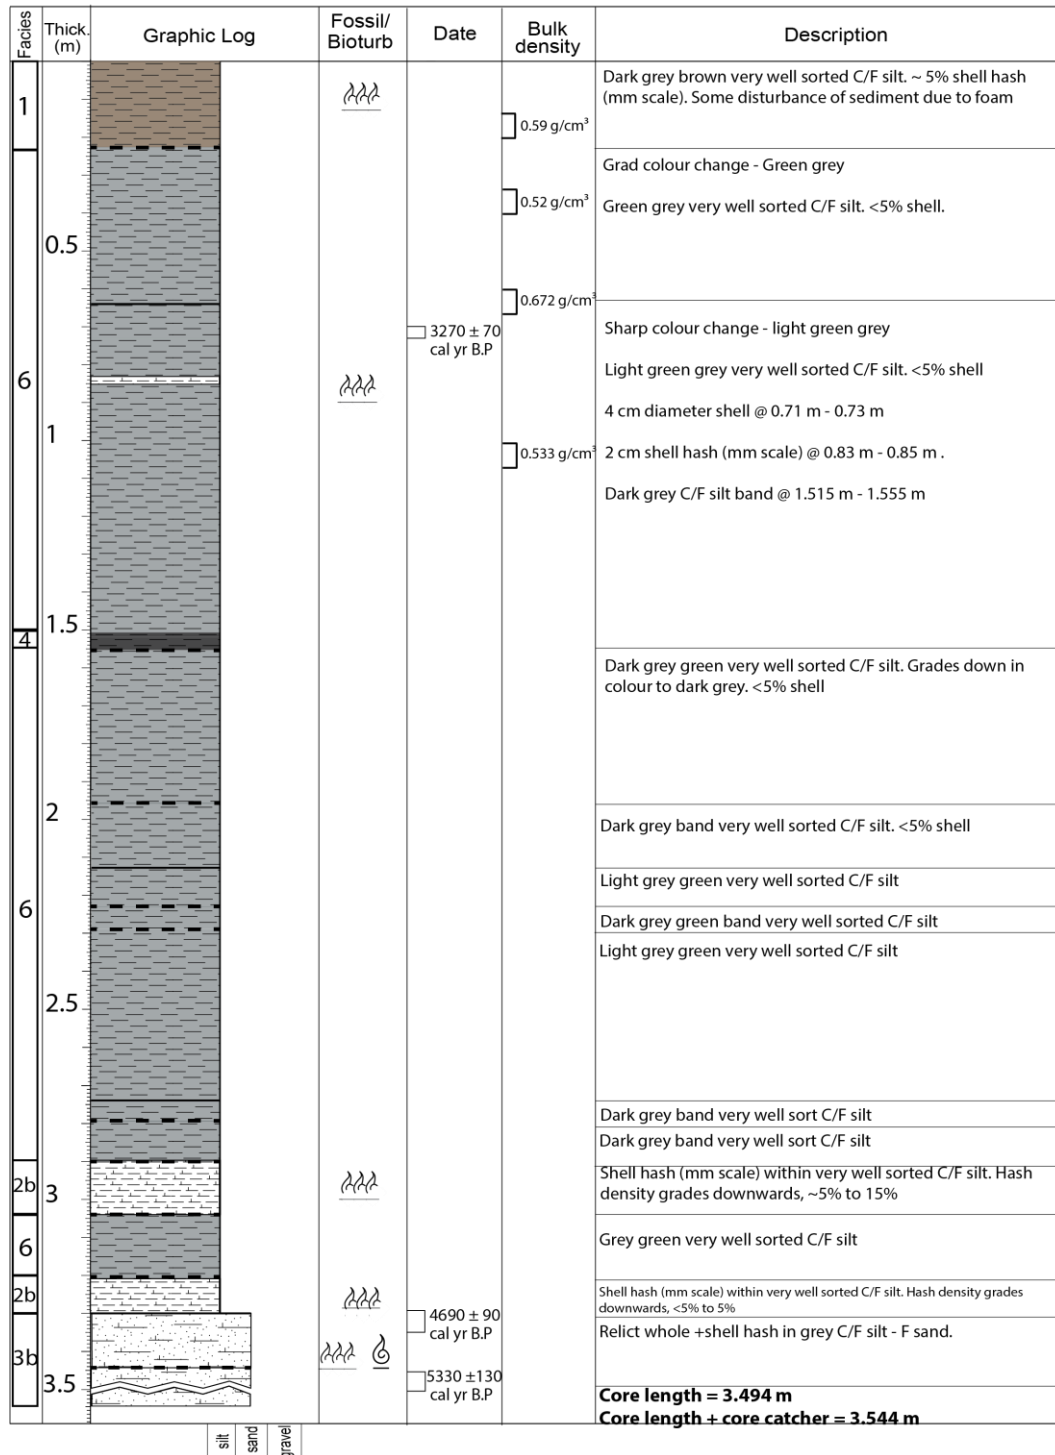 Facies
Thick.
(m)
Graphic Log
Fossil/
Bioturb
Date
Bulk
density
Description
1
Dark grey brown very well sorted C/F silt. ~ 5% shell hash
(mm scale). Some disturbance of sediment due to foam
0.59 g/cm³
Grad colour change - Green grey
0.52 g/cm³
Green grey very well sorted C/F silt. <5% shell.
0.5
0.672 g/cm³
3270 ± 70
cal yr B.P
Sharp colour change - light green grey
Light green grey very well sorted C/F silt. <5% shell
6
4 cm diameter shell @ 0.71 m - 0.73 m
1
0.533 g/cm³
2 cm shell hash (mm scale) @ 0.83 m - 0.85 m .
Dark grey C/F silt band @ 1.515 m - 1.555 m
1.5
4
Dark grey green very well sorted C/F silt. Grades down in
colour to dark grey. <5% shell
2
Dark grey band very well sorted C/F silt. <5% shell
Light grey green very well sorted C/F silt
6
Dark grey green band very well sorted C/F silt
Light grey green very well sorted C/F silt
2.5
Dark grey band very well sort C/F silt
Dark grey band very well sort C/F silt
2b
3
Shell hash (mm scale) within very well sorted C/F silt. Hash
density grades downwards, ~5% to 15%
6
Grey green very well sorted C/F silt
2b
Shell hash (mm scale) within very well sorted C/F silt. Hash density grades
downwards, <5% to 5%
4690 ± 90
cal yr B.P
Relict whole +shell hash in grey C/F silt - F sand.
3b
3.5
5330 ±130
cal yr B.P
Core length = 3.494 m
Core length + core catcher = 3.544 m
silt
sand
gravel